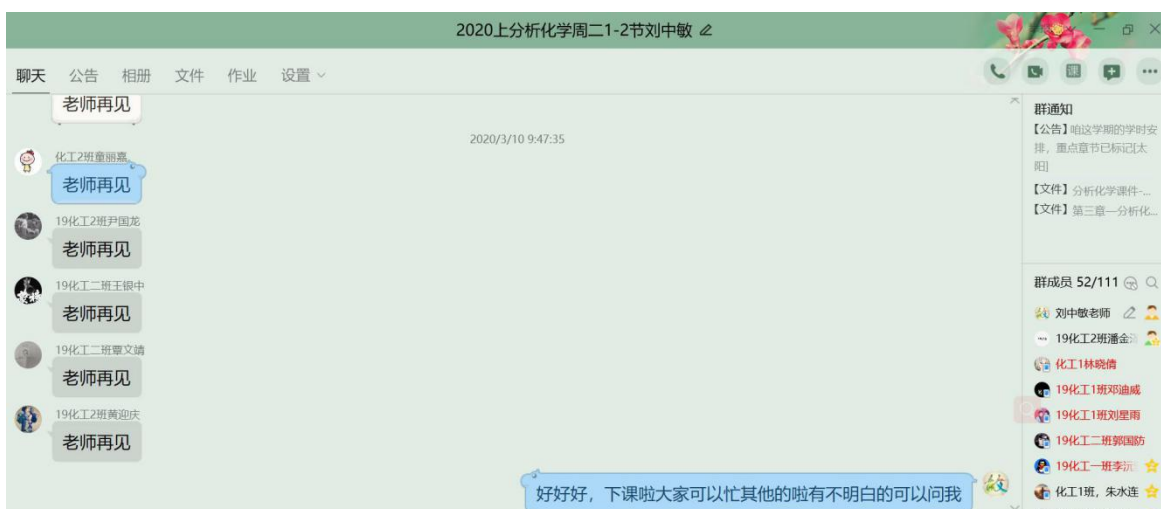 2020上分析化学周二1-2节刘中敏
聊天 公告 相册 文件 作业 设置
老师再见
2020/3/10 9:47:35
化工2班童丽嘉
老师再见
19化工2班尹国龙
老师再见
19化工二班王银中
老师再见
19化工二班覃文靖
老师再见
19化工2班黄迎庆
老师再见
好好好，下课啦大家可以忙其他的啦有不明白的可以问我
课
群通知
【公告】咱这学期的学时安
排，重点章节已标记[太
阳]
【文件】分析化学课件-...
【文件】第三章—分析化...
群成员 52/111
刘中敏老师
19化工2班潘金
化工1林晓倩
19化工1班邓迪威
19化工1班刘星雨
19化工二班郭国防
19化工一班李沅
化工1班，朱水连